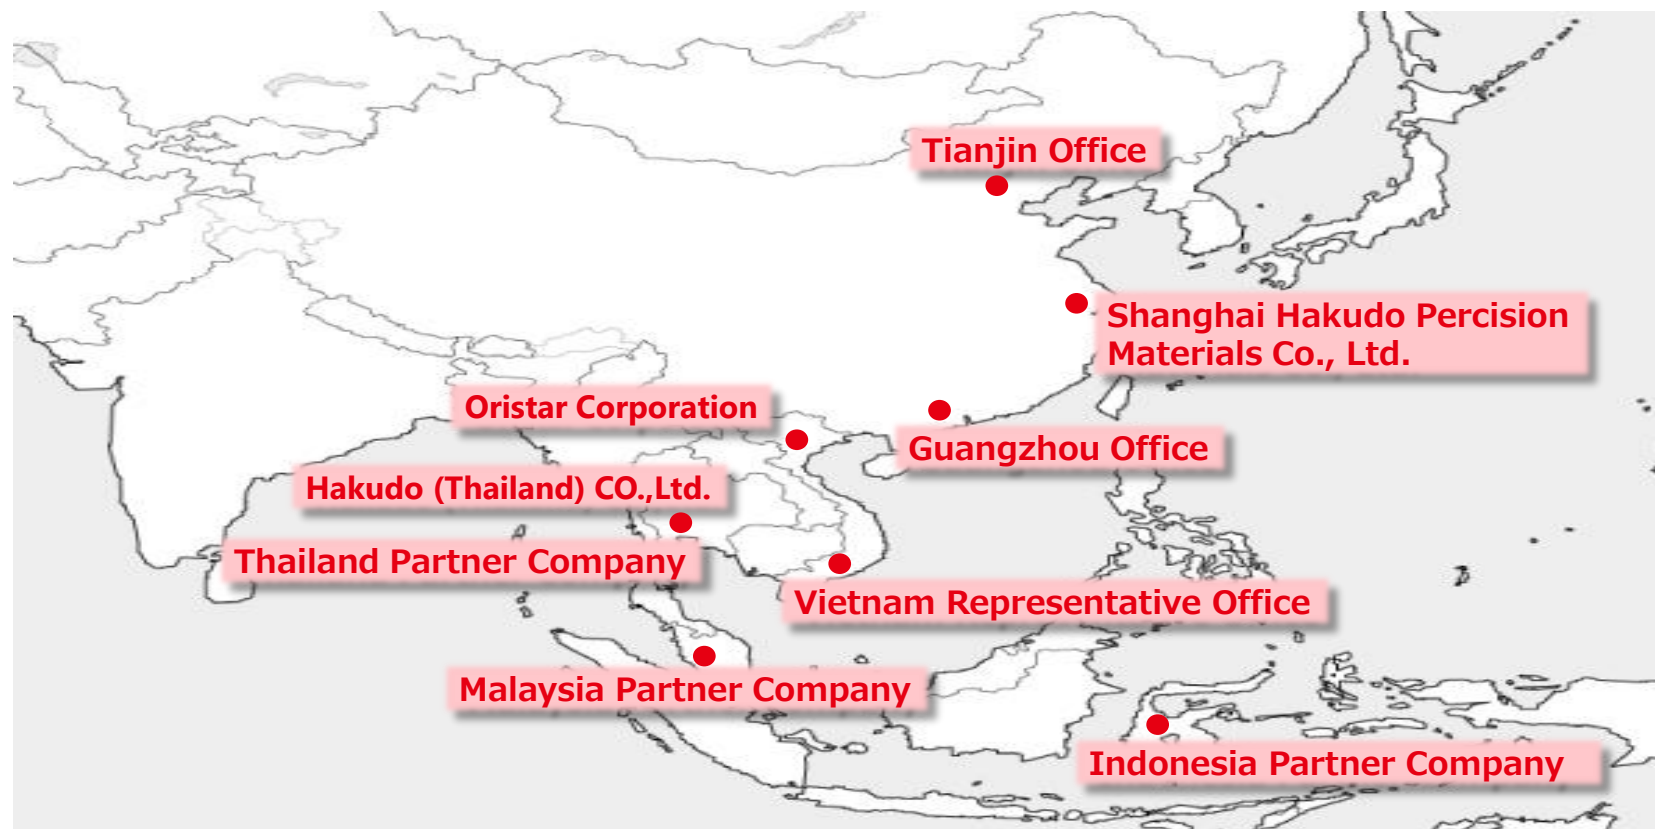 Tianjin Office
Shanghai Hakudo Percision
Materials Co., Ltd.
Oristar Corporation
Guangzhou Office
Hakudo (Thailand) CO.,Ltd.
Thailand Partner Company
Vietnam Representative Office
Malaysia Partner Company
Indonesia Partner Company